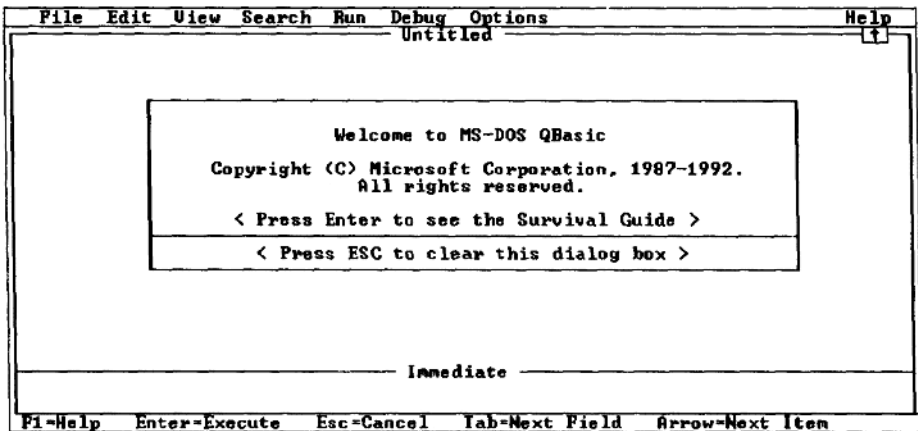 File Edit View Search Run Debug Options Help
Untitled
↑
Welcome to MS-DOS QBasic
Copyright (C) Microsoft Corporation, 1987-1992.
All rights reserved.
< Press Enter to see the Survival Guide >
< Press ESC to clear this dialog box >
Immediate
F1=Help Enter=Execute Esc=Cancel Tab=Next Field Arrow=Next Item